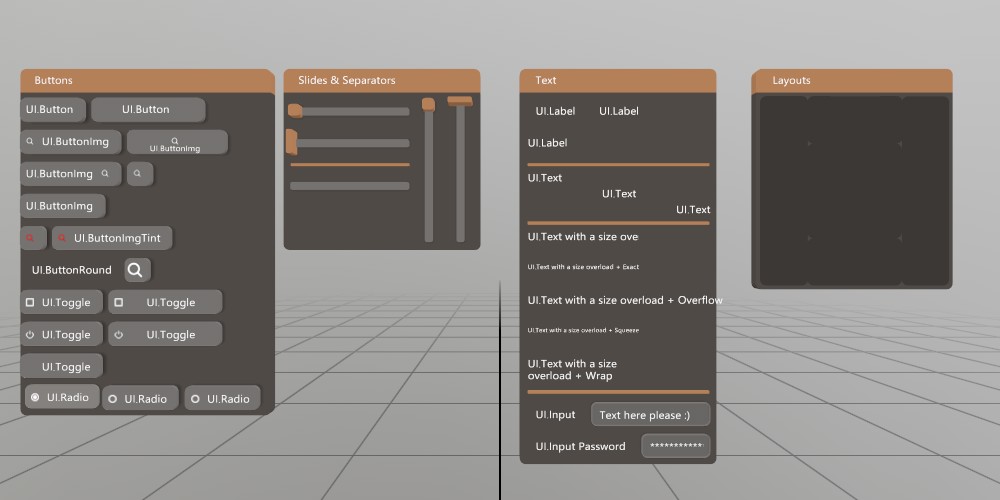 Buttons
UI.Button UI.Button
UI.ButtonImg UI.ButtonImg
UI.ButtonImg
UI.ButtonImg
UI.ButtonImgTint
UI.ButtonRound
UI.Toggle UI.Toggle
UI.Toggle UI.Toggle
UI.Toggle
UI.Radio UI.Radio UI.Radio
Slides & Separators
Text
UI.Label UI.Label
UI.Label
UI.Text
UI.Text
UI.Text
UI.Text with a size ove
UI.Text with a size overload + Exact
UI.Text with a size overload + Overflow
UI.Text with a size overload + Squeeze
UI.Text with a size
overload + Wrap
UI.Input Text here please :)
UI.Input Password ***********
Layouts